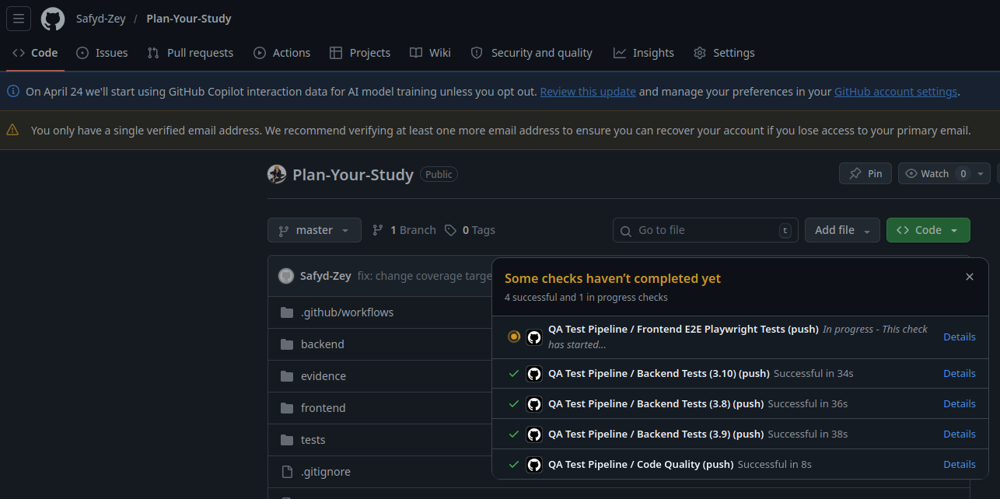 Safyd-Zey / Plan-Your-Study
Code Issues Pull requests Actions Projects Wiki Security and quality Insights Settings
On April 24 we'll start using GitHub Copilot interaction data for AI model training unless you opt out. Review this update and manage your preferences in your GitHub account settings.
You only have a single verified email address. We recommend verifying at least one more email address to ensure you can recover your account if you lose access to your primary email.
Plan-Your-Study Public Pin Watch 0
master 1 Branch 0 Tags Go to file t Add file Code
Safyd-Zey fix: change coverage targe
Some checks haven't completed yet
4 successful and 1 in progress checks
.github/workflows
backend
evidence
frontend
tests
.gitignore
QA Test Pipeline / Frontend E2E Playwright Tests (push) In progress - This check
has started... Details
QA Test Pipeline / Backend Tests (3.10) (push) Successful in 34s Details
QA Test Pipeline / Backend Tests (3.8) (push) Successful in 36s Details
QA Test Pipeline / Backend Tests (3.9) (push) Successful in 38s Details
QA Test Pipeline / Code Quality (push) Successful in 8s Details